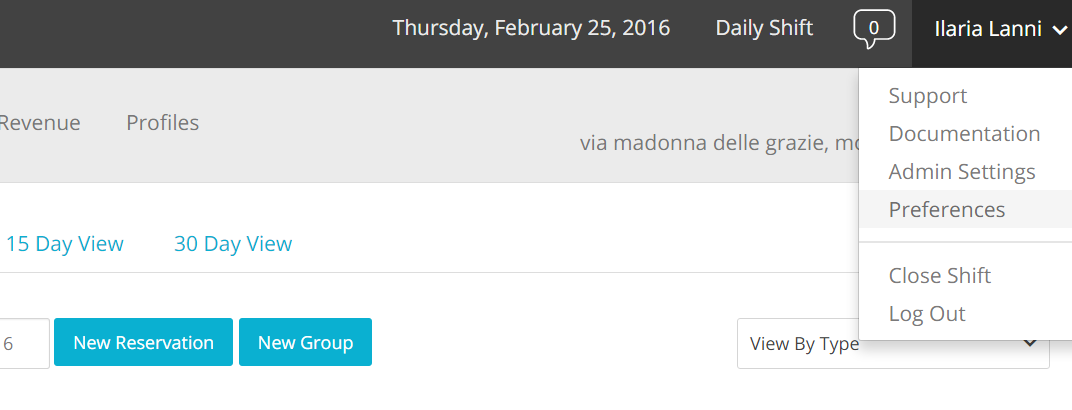 Thursday, February 25, 2016 Daily Shift 0 Ilaria Lanni
Support
Revenue Profiles
Documentation
via madonna delle grazie,
Admin Settings
Preferences
15 Day View 30 Day View
Close Shift
Log Out
6 New Reservation New Group View By Type